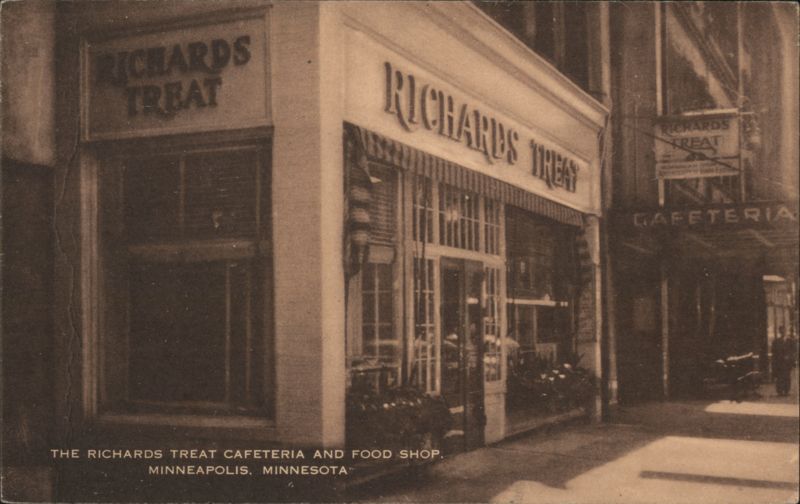 RICHARDS
TREAT
RICHARDS TREAT
RICHARDS
TREAT
CAFETERIA
THE RICHARDS TREAT CAFETERIA AND FOOD SHOP.
MINNEAPOLIS, MINNESOTA